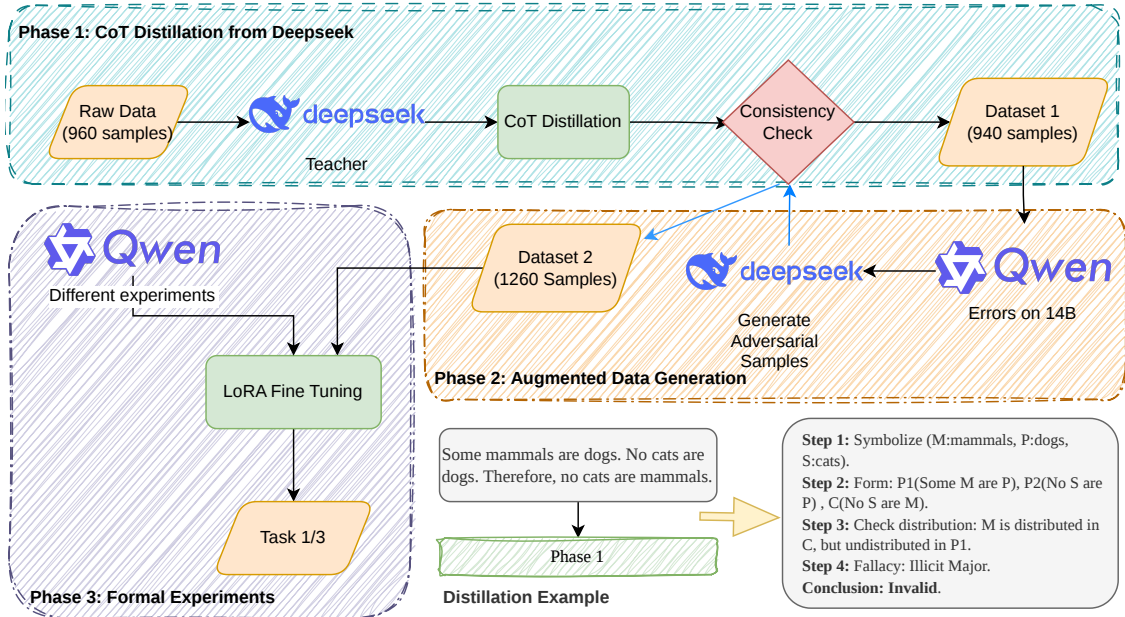 Phase 1: CoT Distillation from Deepseek
Raw Data
(960 samples)
deepseek
Teacher
CoT Distillation
Consistency
Check
Dataset 1
(940 samples)
Qwen
Different experiments
Dataset 2
(1260 Samples)
deepseek
Generate
Adversarial
Samples
Qwen
Errors on 14B
Phase 2: Augmented Data Generation
LoRA Fine Tuning
Task 1/3
Phase 3: Formal Experiments
Some mammals are dogs. No cats are
dogs. Therefore, no cats are mammals.
Phase 1
Distillation Example
Step 1: Symbolize (M:mammals, P:dogs,
S:cats).
Step 2: Form: P1(Some M are P), P2(No S are
P) , C(No S are M).
Step 3: Check distribution: M is distributed in
C, but undistributed in P1.
Step 4: Fallacy: Illicit Major.
Conclusion: Invalid.